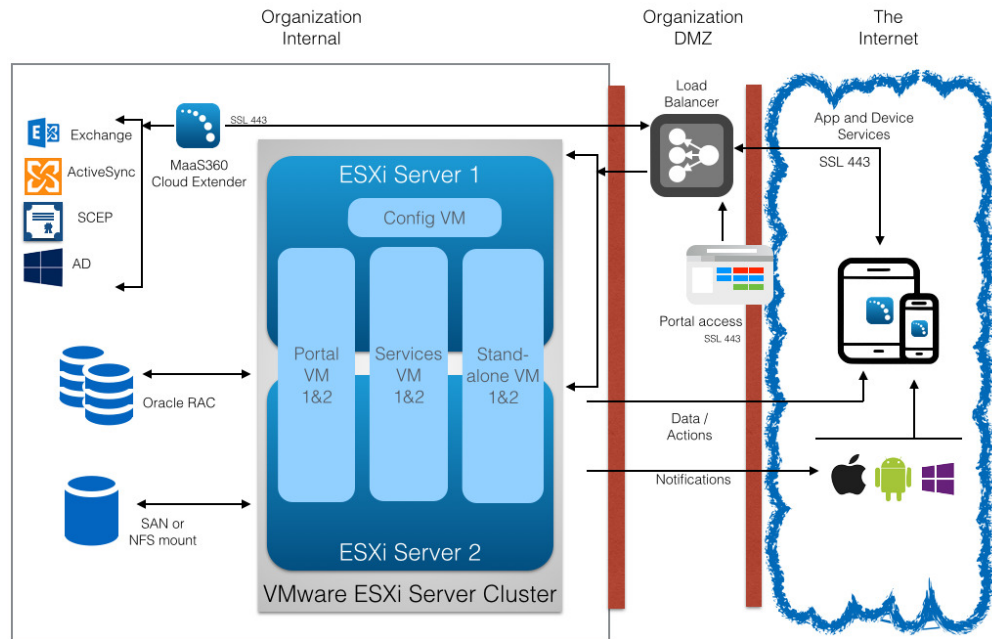 Organization
Internal
Organization
DMZ
The
Internet
Load
Balancer
App and Device
Services
SSL 443
SSL 443
E
Exchange
ActiveSync
SCEP
AD
MaaS360
Cloud Extender
ESXi Server 1
Config VM
Portal
VM
1&2
Services
VM
1&2
Stand-
alone VM
1&2
Portal access
SSL 443
Oracle RAC
Data /
Actions
Notifications
SAN or
NFS mount
ESXi Server 2
VMware ESXi Server Cluster